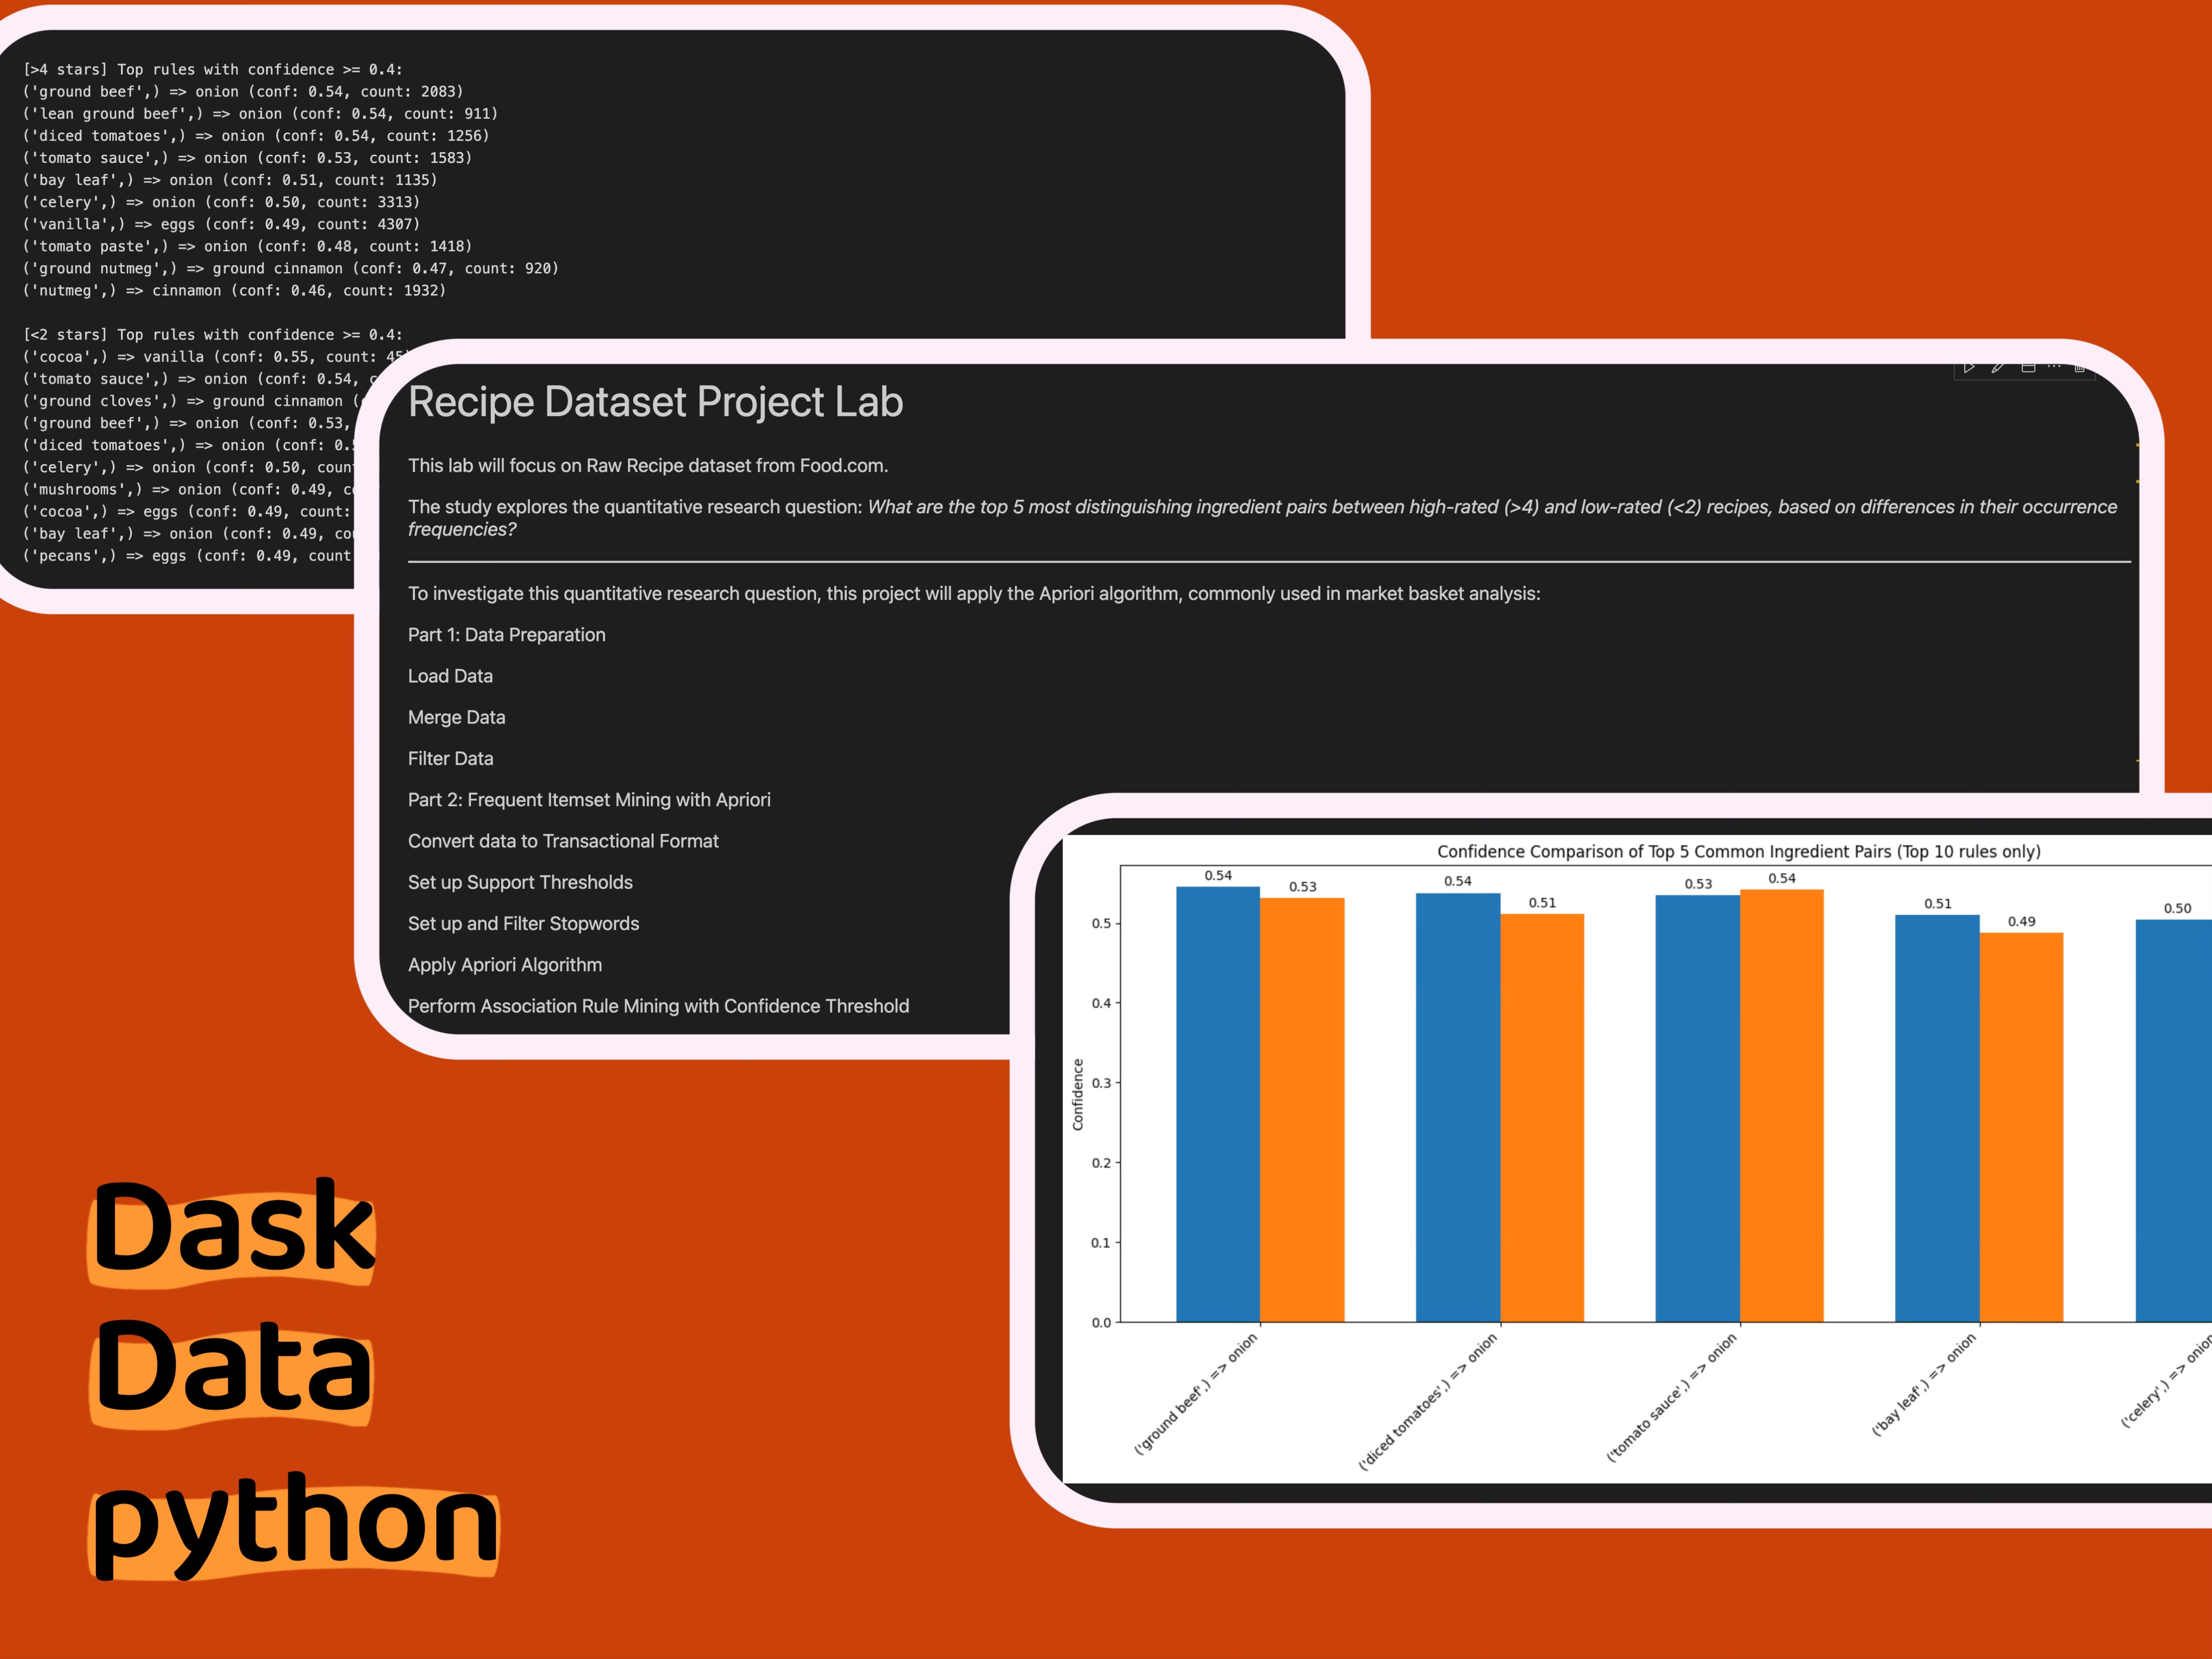 [>4 stars] Top rules with confidence >= 0.4:
('ground beef',) => onion (conf: 0.54, count: 2083)
('lean ground beef',) => onion (conf: 0.54, count: 911)
('diced tomatoes',) => onion (conf: 0.54, count: 1256)
('tomato sauce',) => onion (conf: 0.53, count: 1583)
('bay leaf',) => onion (conf: 0.51, count: 1135)
('celery',) => onion (conf: 0.50, count: 3313)
('vanilla',) => eggs (conf: 0.49, count: 4307)
('tomato paste',) => onion (conf: 0.48, count: 1418)
('ground nutmeg',) => ground cinnamon (conf: 0.47, count: 920)
('nutmeg',) => cinnamon (conf: 0.46, count: 1932)
[<2 stars] Top rules with confidence >= 0.4:
('cocoa',) => vanilla (conf: 0.55, count:
('tomato sauce',) => onion (conf: 0.54,
('ground cloves',) => ground cinnamon
('ground beef',) => onion (conf: 0.53,
('diced tomatoes',) => onion (conf:
('celery',) => onion (conf: 0.50,
('mushrooms',) => onion (conf: 0.49,
('cocoa',) => eggs (conf: 0.49, count:
('bay leaf',) => onion (conf: 0.49,
('pecans',) => eggs (conf: 0.49, count
Recipe Dataset Project Lab
This lab will focus on Raw Recipe dataset from Food.com.
The study explores the quantitative research question: What are the top 5 most distinguishing ingredient pairs between high-rated (>4) and low-rated (<2) recipes, based on differences in their occurrence
frequencies?
To investigate this quantitative research question, this project will apply the Apriori algorithm, commonly used in market basket analysis:
Part 1: Data Preparation
Load Data
Merge Data
Filter Data
Part 2: Frequent Itemset Mining with Apriori
Convert data to Transactional Format
Set up Support Thresholds
Set up and Filter Stopwords
Apply Apriori Algorithm
Perform Association Rule Mining with Confidence Threshold
Confidence Comparison of Top 5 Common Ingredient Pairs (Top 10 rules only)
0.54 0.53 0.54 0.51 0.53 0.54 0.51 0.49 0.50
Confidence
0.5
0.4
0.3
0.2
0.1
0.0
('ground beef',) => onion
('diced tomatoes',) => onion
('tomato sauce',) => onion
('bay leaf',) => onion
('celery',) => onion
Dask
Data
python